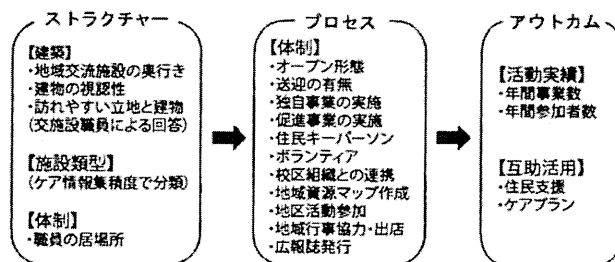 ストラクチャー
【建築】
・地域交流施設の奥行き
・建物の視認性
・訪れやすい立地と建物
(交施設職員による回答)
【施設類型】
(ケア情報集積度で分類)
【体制】
・職員の居場所
プロセス
【体制】
・オープン形態
・送迎の有無
・独自事業の実施
・促進事業の実施
・住民キーパーソン
・ボランティア
・校区組織との連携
・地域資源マップ作成
・地区活動参加
・地域行事協力・出店
・広報誌発行
アウトカム
【活動実績】
・年間事業数
・年間参加者数
【互助活用】
・住民支援
・ケアプラン